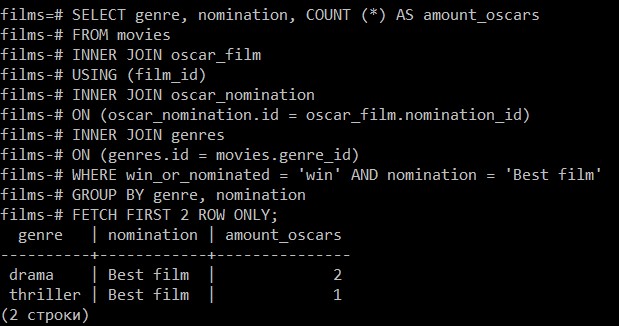 films=# SELECT genre, nomination, COUNT (*) AS amount_oscars
films-# FROM movies
films-# INNER JOIN oscar_film
films-# USING (film_id)
films-# INNER JOIN oscar_nomination
films-# ON (oscar_nomination.id = oscar_film.nomination_id)
films-# INNER JOIN genres
films-# ON (genres.id = movies.genre_id)
films-# WHERE win_or_nominated = 'win' AND nomination = 'Best film'
films-# GROUP BY genre, nomination
films-# FETCH FIRST 2 ROW ONLY;
  genre   | nomination | amount_oscars
----------+------------+---------------
 drama    | Best film  |             2
 thriller | Best film  |             1
(2 строки)